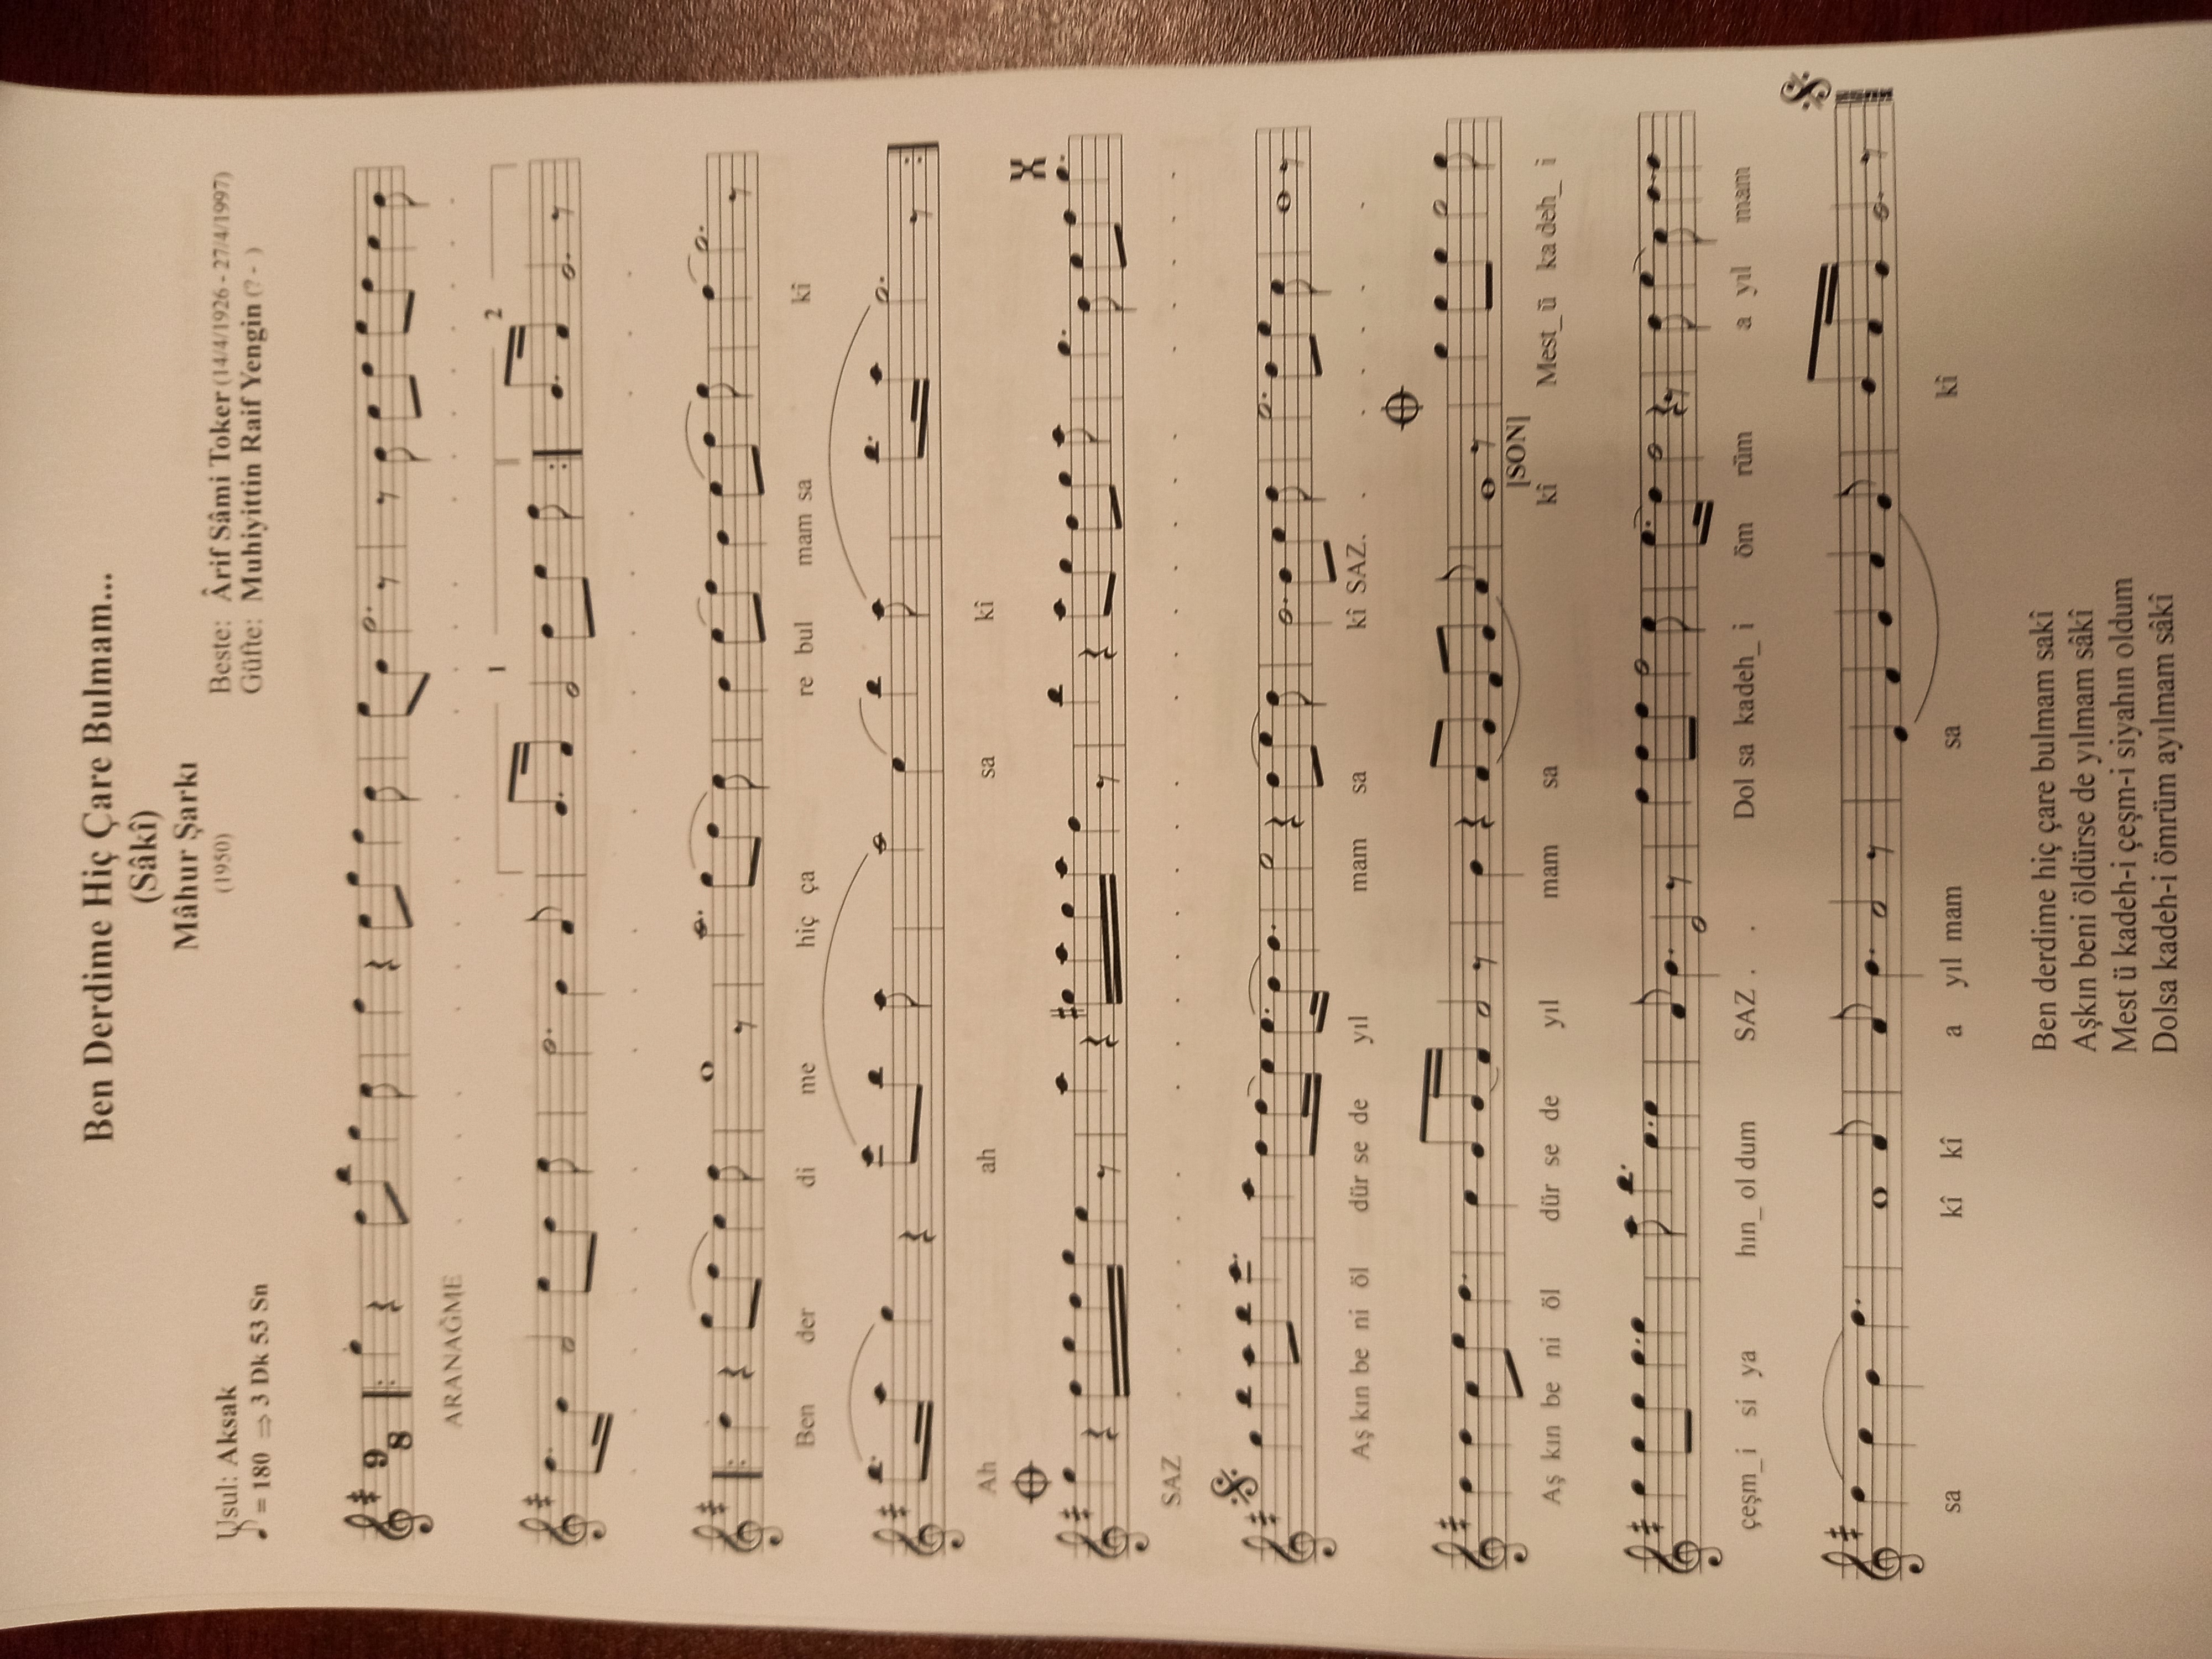 Ben Derdime Hiç Çare Bulmam...
(Sâkî)
Mâhur Şarkı
(1950)
Usul: Aksak
= 180 ⇒ 3 Dk 53 Sn
Beste: Ârif Sâmi Toker (14/4/1926 - 27/4/1997)
Güfte: Muhiyittin Raif Yengin (? - )
9
8
ARANAĞME . . . . . . . . . . . . . . . . . . . . . .
1 2
. . . . . . . . . . . . . . . . . .
Ben der di me hiç ça re bul mam sa kî
Ah ah sa kî
SAZ . . . . . . . . . . . . . . . . . . . . . . .
Aş kın be ni öl dür se de yıl mam sa kî SAZ. . . . . . .
Aş kın be ni öl dür se de yıl mam sa kî Mest_ ü ka deh_ i
[SON]
çeşm_ i si ya hın_ ol dum SAZ . . Dol sa kadeh_ i öm rüm a yıl mam
sa kî kî a yıl mam sa kî
Ben derdime hiç çare bulmam sakî
Aşkın beni öldürse de yılmam sâkî
Mest ü kadeh-i çeşm-i siyahın oldum
Dolsa kadeh-i ömrüm ayılmam sâkî